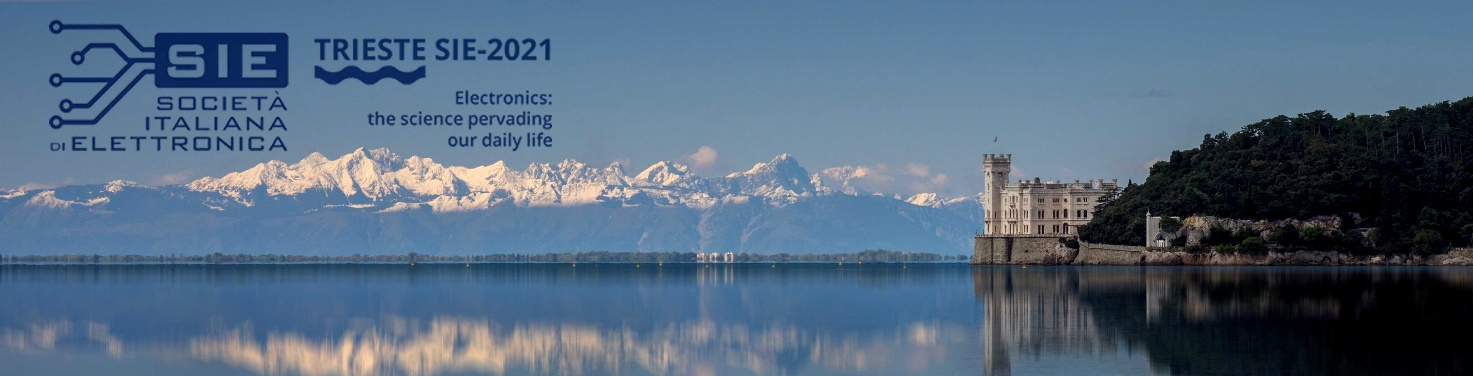 SIE
SOCIETÀ
ITALIANA
DI ELETTRONICA
TRIESTE SIE-2021
Electronics:
the science pervading
our daily life